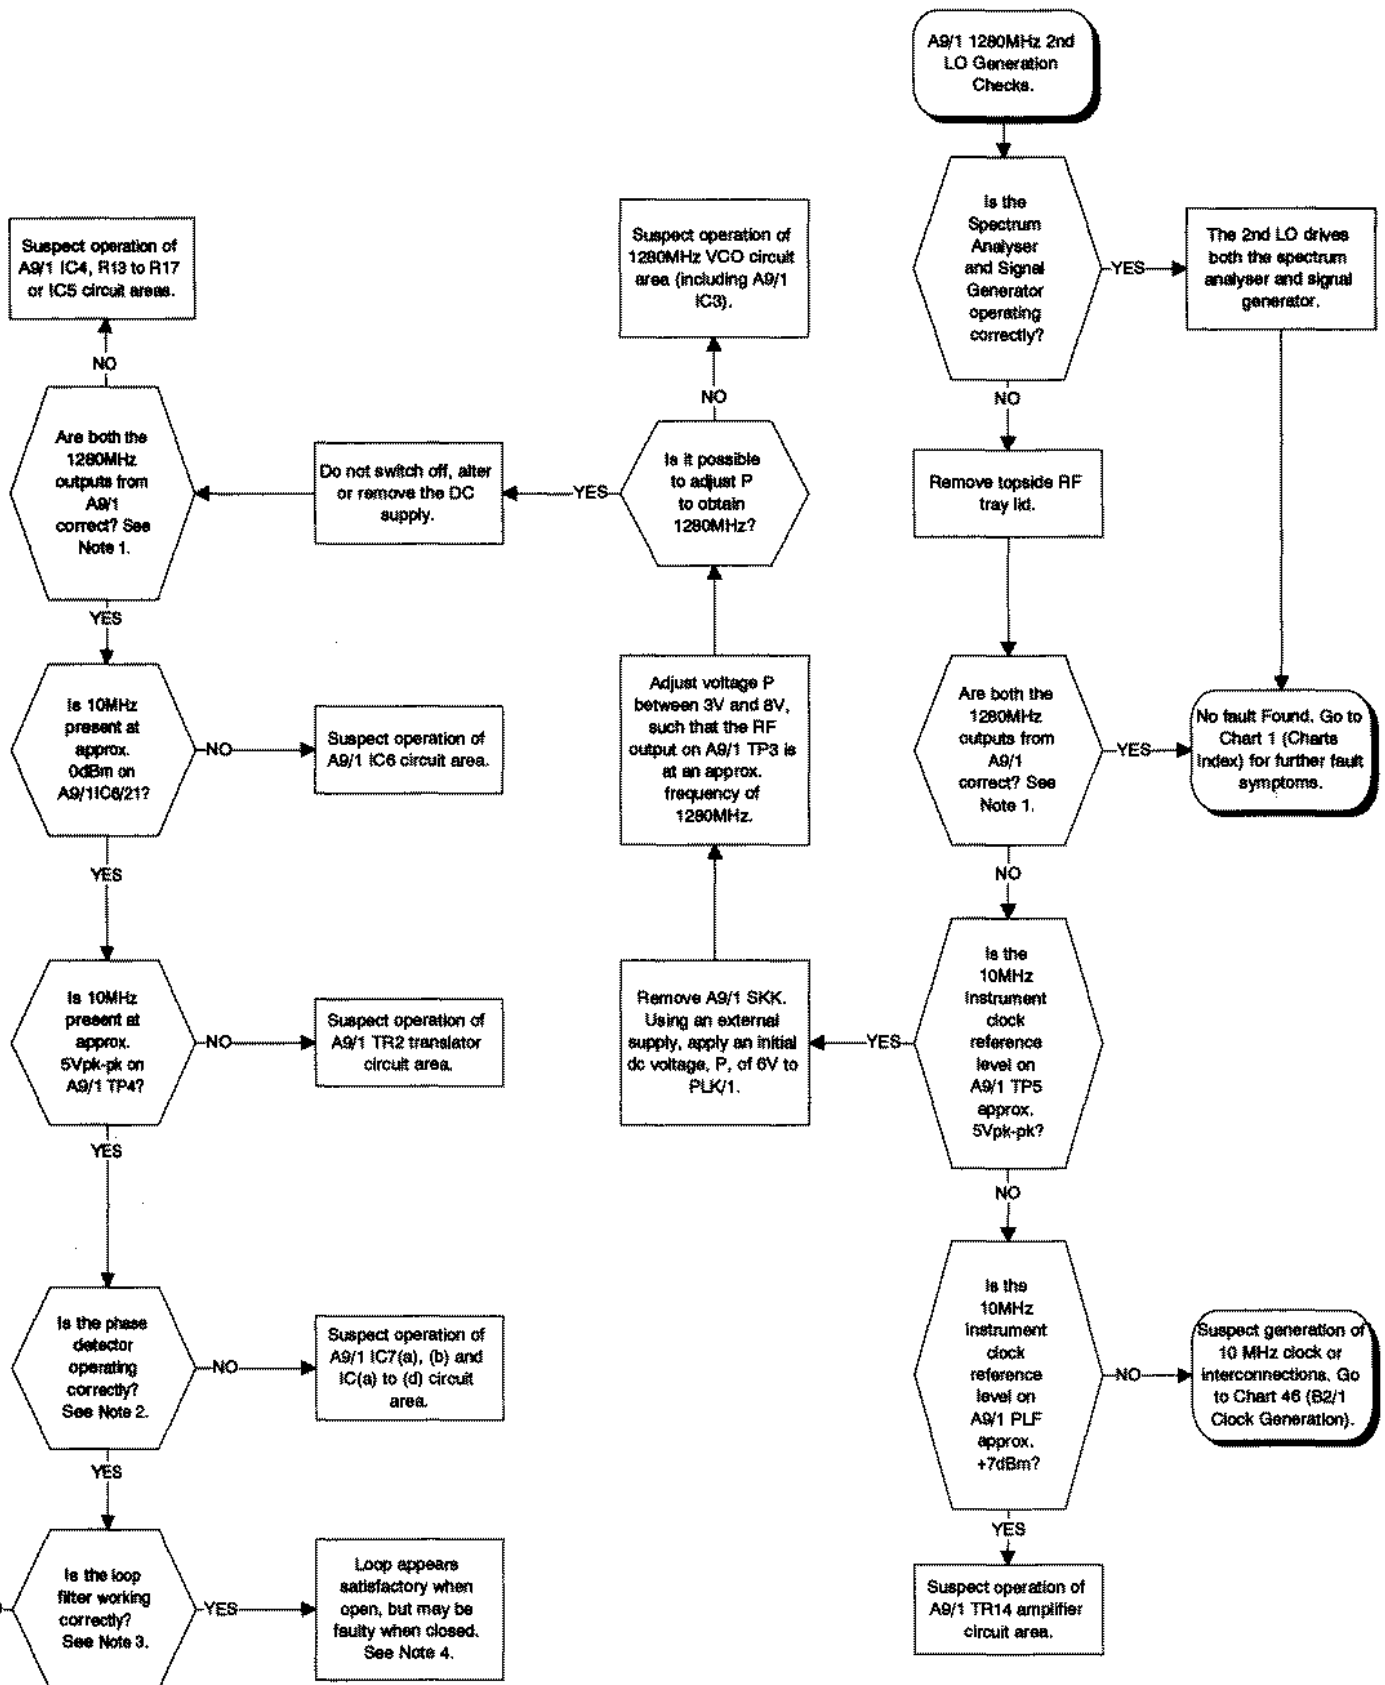 A9/1 1280MHz 2nd
LO Generation
Checks.
Is the
Spectrum
Analyser
and Signal
Generator
operating
correctly?
YES
The 2nd LO drives
both the spectrum
analyser and signal
generator.
NO
Remove topside RF
tray lid.
Are both the
1280MHz
outputs from
A9/1
correct? See
Note 1.
YES
No fault Found. Go to
Chart 1 (Charts
Index) for further fault
symptoms.
NO
Is the
10MHz
instrument
clock
reference
level on
A9/1 TP5
approx.
5Vpk-pk?
YES
NO
Is the
10MHz
instrument
clock
reference
level on
A9/1 PLF
approx.
+7dBm?
NO
Suspect generation of
10 MHz clock or
interconnections. Go
to Chart 46 (B2/1
Clock Generation).
YES
Suspect operation of
A9/1 TR14 amplifier
circuit area.
Remove A9/1 SKK.
Using an external
supply, apply an initial
dc voltage, P, of 6V to
PLK/1.
Adjust voltage P
between 3V and 8V,
such that the RF
output on A9/1 TP3 is
at an approx.
frequency of
1280MHz.
Is it possible
to adjust P
to obtain
1280MHz?
NO
Suspect operation of
1280MHz VCO circuit
area (including A9/1
IC3).
YES
Do not switch off, alter
or remove the DC
supply.
Are both the
1280MHz
outputs from
A9/1
correct? See
Note 1.
NO
Suspect operation of
A9/1 IC4, R13 to R17
or IC5 circuit areas.
YES
Is 10MHz
present at
approx.
0dBm on
A9/1IC6/21?
NO
Suspect operation of
A9/1 IC6 circuit area.
YES
Is 10MHz
present at
approx.
5Vpk-pk on
A9/1 TP4?
NO
Suspect operation of
A9/1 TR2 translator
circuit area.
YES
Is the phase
detector
operating
correctly?
See Note 2.
NO
Suspect operation of
A9/1 IC7(a), (b) and
IC(a) to (d) circuit
area.
YES
Is the loop
filter working
correctly?
See Note 3.
YES
Loop appears
satisfactory when
open, but may be
faulty when closed.
See Note 4.